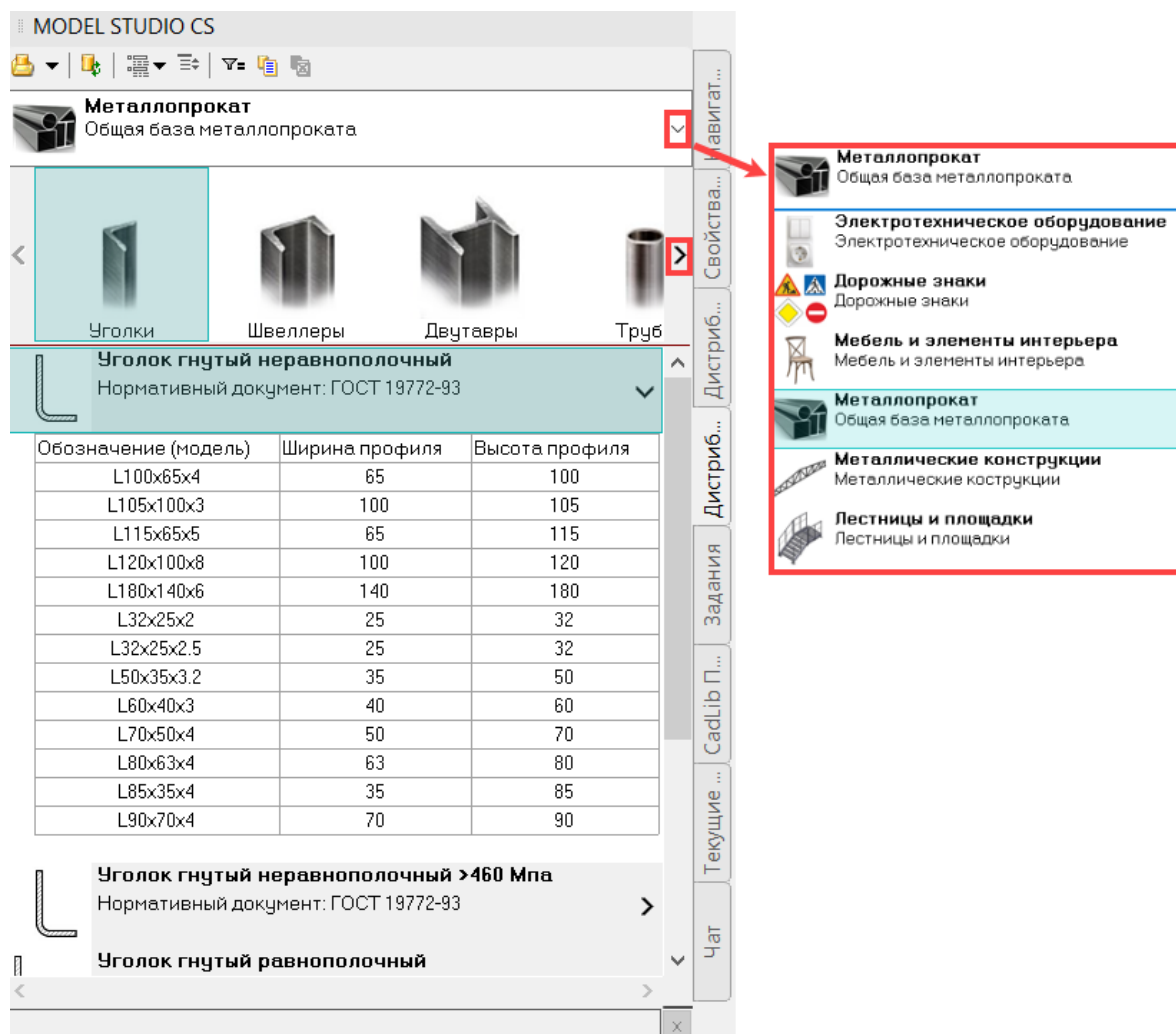 MODEL STUDIO CS
Металлопрокат
Общая база металлопроката
Уголки
Швеллеры
Двутавры
Труб
Уголок гнутый неравнополочный
Нормативный документ: ГОСТ 19772-93
Обозначение (модель) Ширина профиля Высота профиля
L100x65x4 65 100
L105x100x3 100 105
L115x65x5 65 115
L120x100x8 100 120
L180x140x6 140 180
L32x25x2 25 32
L32x25x2.5 25 32
L50x35x3.2 35 50
L60x40x3 40 60
L70x50x4 50 70
L80x63x4 63 80
L85x35x4 35 85
L90x70x4 70 90
Уголок гнутый неравнополочный >460 Мпа
Нормативный документ: ГОСТ 19772-93
Уголок гнутый равнополочный
Навигат...
Свойства...
Дистриб...
Дистриб...
Задания
CadLib П...
Текущие ...
Чат
Металлопрокат
Общая база металлопроката
Электротехническое оборудование
Электротехническое оборудование
Дорожные знаки
Дорожные знаки
Мебель и элементы интерьера
Мебель и элементы интерьера
Металлопрокат
Общая база металлопроката
Металлические конструкции
Металлические кострукции
Лестницы и площадки
Лестницы и площадки